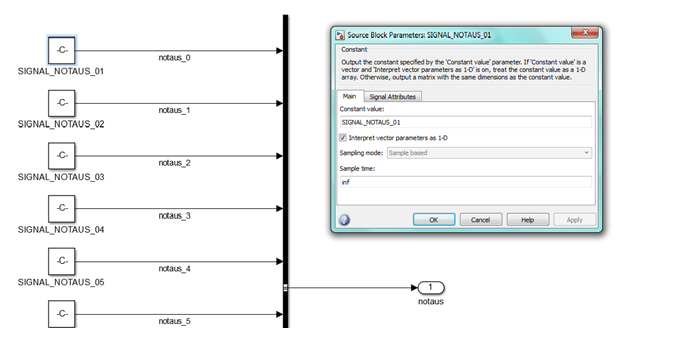 -C-
SIGNAL_NOTAUS_01
notaus_0
-C-
SIGNAL_NOTAUS_02
notaus_1
-C-
SIGNAL_NOTAUS_03
notaus_2
-C-
SIGNAL_NOTAUS_04
notaus_3
-C-
SIGNAL_NOTAUS_05
notaus_4
-C-
notaus_5
1
notaus
Source Block Parameters: SIGNAL_NOTAUS_01
Constant
Output the constant specified by the 'Constant value' parameter. If 'Constant value' is a
vector and 'Interpret vector parameters as 1-D' is on, treat the constant value as a 1-D
array. Otherwise, output a matrix with the same dimensions as the constant value.
Main Signal Attributes
Constant value:
SIGNAL_NOTAUS_01
Interpret vector parameters as 1-D
Sampling mode: Sample based
Sample time:
inf
OK Cancel Help Apply